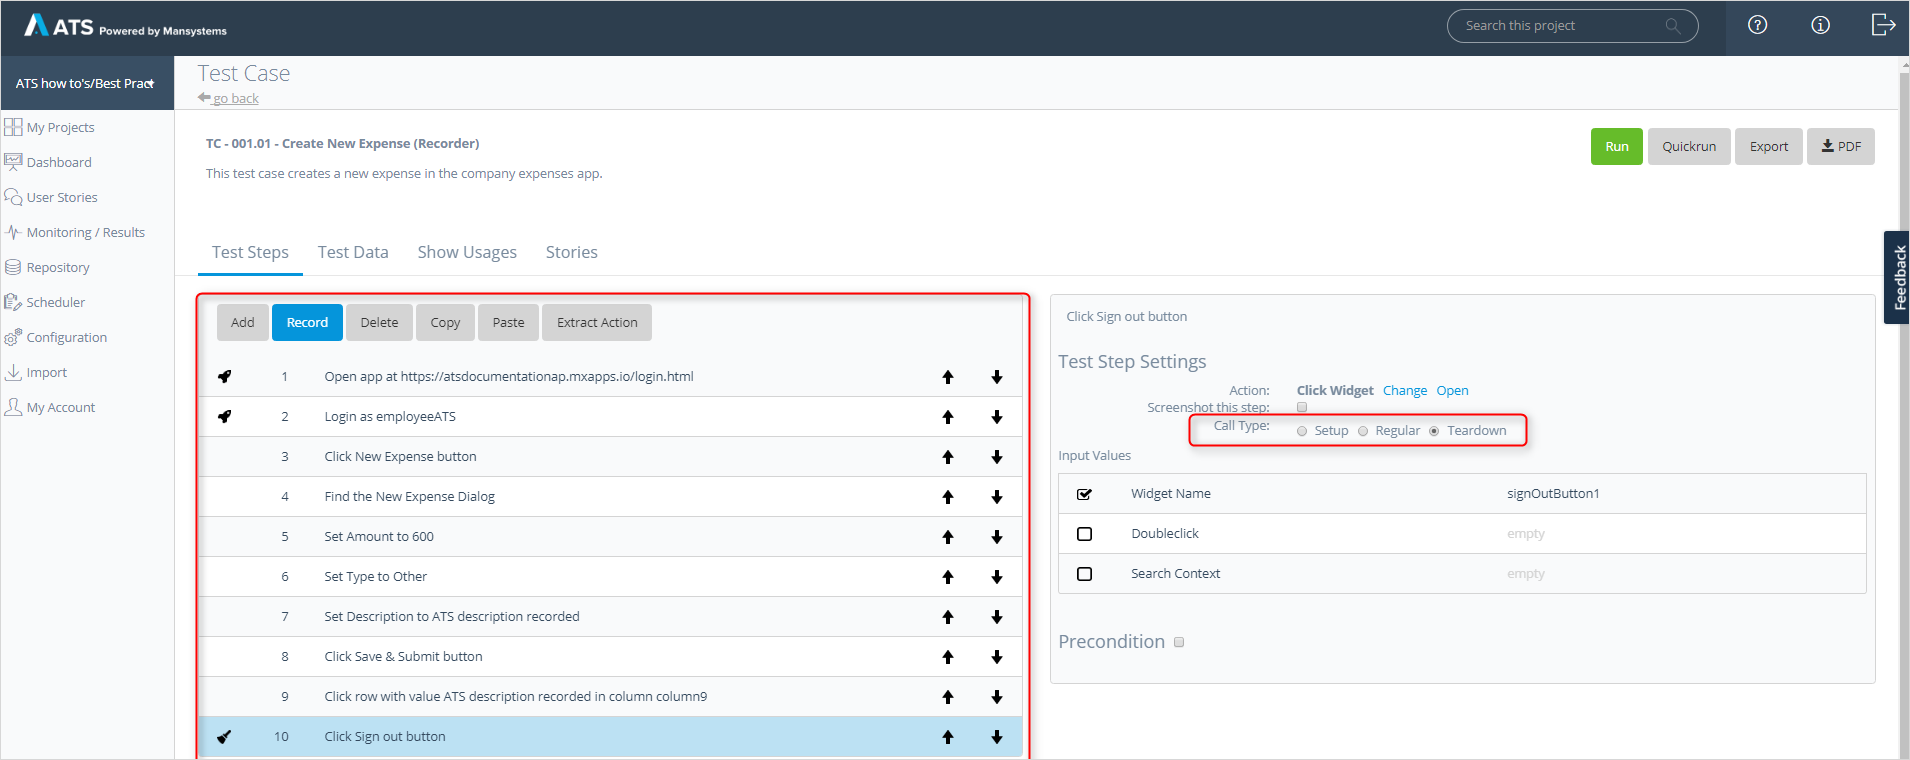 ATS Powered by Mansystems
Search this project
ATS how to's/Best Pract
My Projects
Dashboard
User Stories
Monitoring / Results
Repository
Scheduler
Configuration
Import
My Account
Test Case
go back
TC - 001.01 - Create New Expense (Recorder)
This test case creates a new expense in the company expenses app.
Run Quickrun Export PDF
Test Steps Test Data Show Usages Stories
Add Record Delete Copy Paste Extract Action
1 Open app at https://atsdocumentationap.mxapps.io/login.html
2 Login as employeeATS
3 Click New Expense button
4 Find the New Expense Dialog
5 Set Amount to 600
6 Set Type to Other
7 Set Description to ATS description recorded
8 Click Save & Submit button
9 Click row with value ATS description recorded in column column9
10 Click Sign out button
Click Sign out button
Test Step Settings
Action: Click Widget Change Open
Screenshot this step:
Call Type: Setup Regular Teardown
Input Values
Widget Name signOutButton1
Doubleclick empty
Search Context empty
Precondition
Feedback